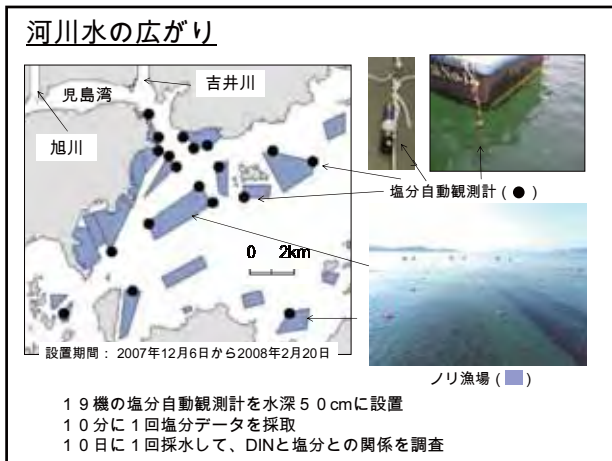 河川水の広がり
吉井川
児島湾
旭川
塩分自動観測計（●）
0 2km
設置期間： 2007年12月6日から2008年2月20日
ノリ漁場（ ）
１９機の塩分自動観測計を水深５０cmに設置
１０分に１回塩分データを採取
１０日に１回採水して、DINと塩分との関係を調査